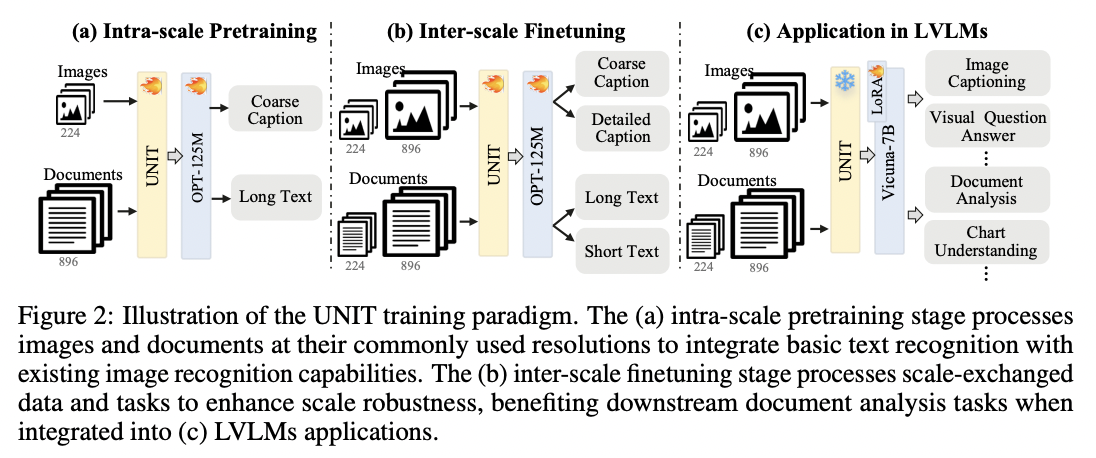 (a) Intra-scale Pretraining
Images
224
Documents
896
UNIT
OPT-125M
Coarse
Caption
Long Text
(b) Inter-scale Finetuning
Images
224
896
Documents
224
896
UNIT
OPT-125M
Coarse
Caption
Detailed
Caption
Long Text
Short Text
(c) Application in LVLMs
Images
224
896
Documents
224
896
UNIT
LoRA
Vicuna-7B
Image
Captioning
Visual Question
Answer
Document
Analysis
Chart
Understanding
Figure 2: Illustration of the UNIT training paradigm. The (a) intra-scale pretraining stage processes
images and documents at their commonly used resolutions to integrate basic text recognition with
existing image recognition capabilities. The (b) inter-scale finetuning stage processes scale-exchanged
data and tasks to enhance scale robustness, benefiting downstream document analysis tasks when
integrated into (c) LVLMs applications.